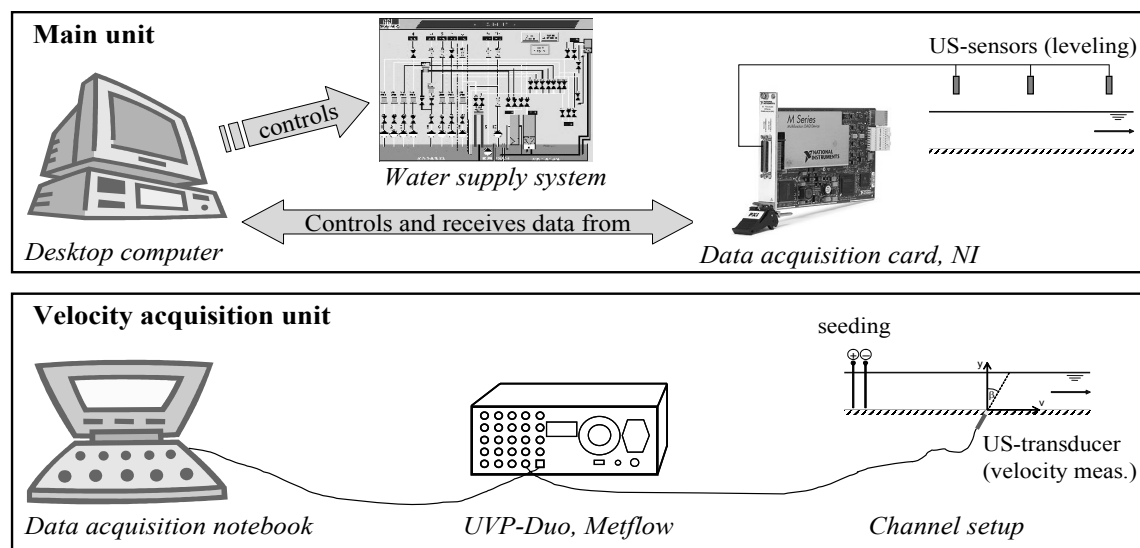 Main unit
controls
Water supply system
US-sensors (leveling)
M Series
NATIONAL
INSTRUMENTS
PXI
Controls and receives data from
Desktop computer
Data acquisition card, NI
Velocity acquisition unit
seeding
+ −
y
β
v
US-transducer
(velocity meas.)
Data acquisition notebook
UVP-Duo, Metflow
Channel setup